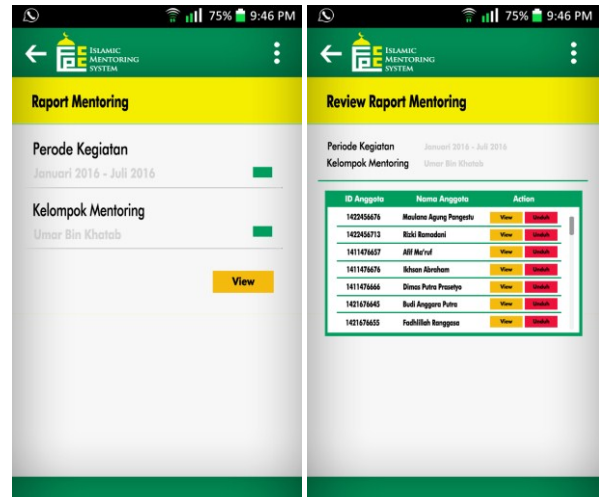 75% 9:46 PM
ISLAMIC
MENTORING
SYSTEM
Raport Mentoring
Perode Kegiatan
Januari 2016 - Juli 2016
Kelompok Mentoring
Umar Bin Khatab
View
75% 9:46 PM
ISLAMIC
MENTORING
SYSTEM
Review Raport Mentoring
Periode Kegiatan Januari 2016 - Juli 2016
Kelompok Mentoring Umar Bin Khatab
ID Anggota Nama Anggota Action
1422456676 Maulana Agung Pangestu View Unduh
1422456713 Rizki Ramadani View Unduh
1411476657 Afif Ma'ruf View Unduh
1411476676 Ikhsan Abraham View Unduh
1411476666 Dimas Putra Prasetyo View Unduh
1421676645 Budi Anggara Putra View Unduh
1421676655 Fadhlillah Ranggasa View Unduh